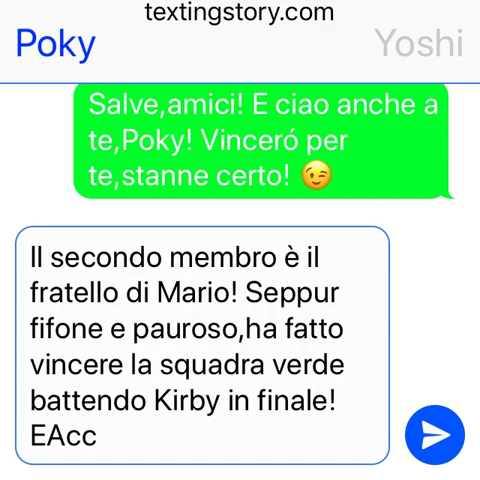 textingstory.com
Poky Yoshi
Salve,amici! E ciao anche a
te,Poky! Vinceró per
te,stanne certo! 😉
Il secondo membro è il
fratello di Mario! Seppur
fifone e pauroso,ha fatto
vincere la squadra verde
battendo Kirby in finale!
EAcc